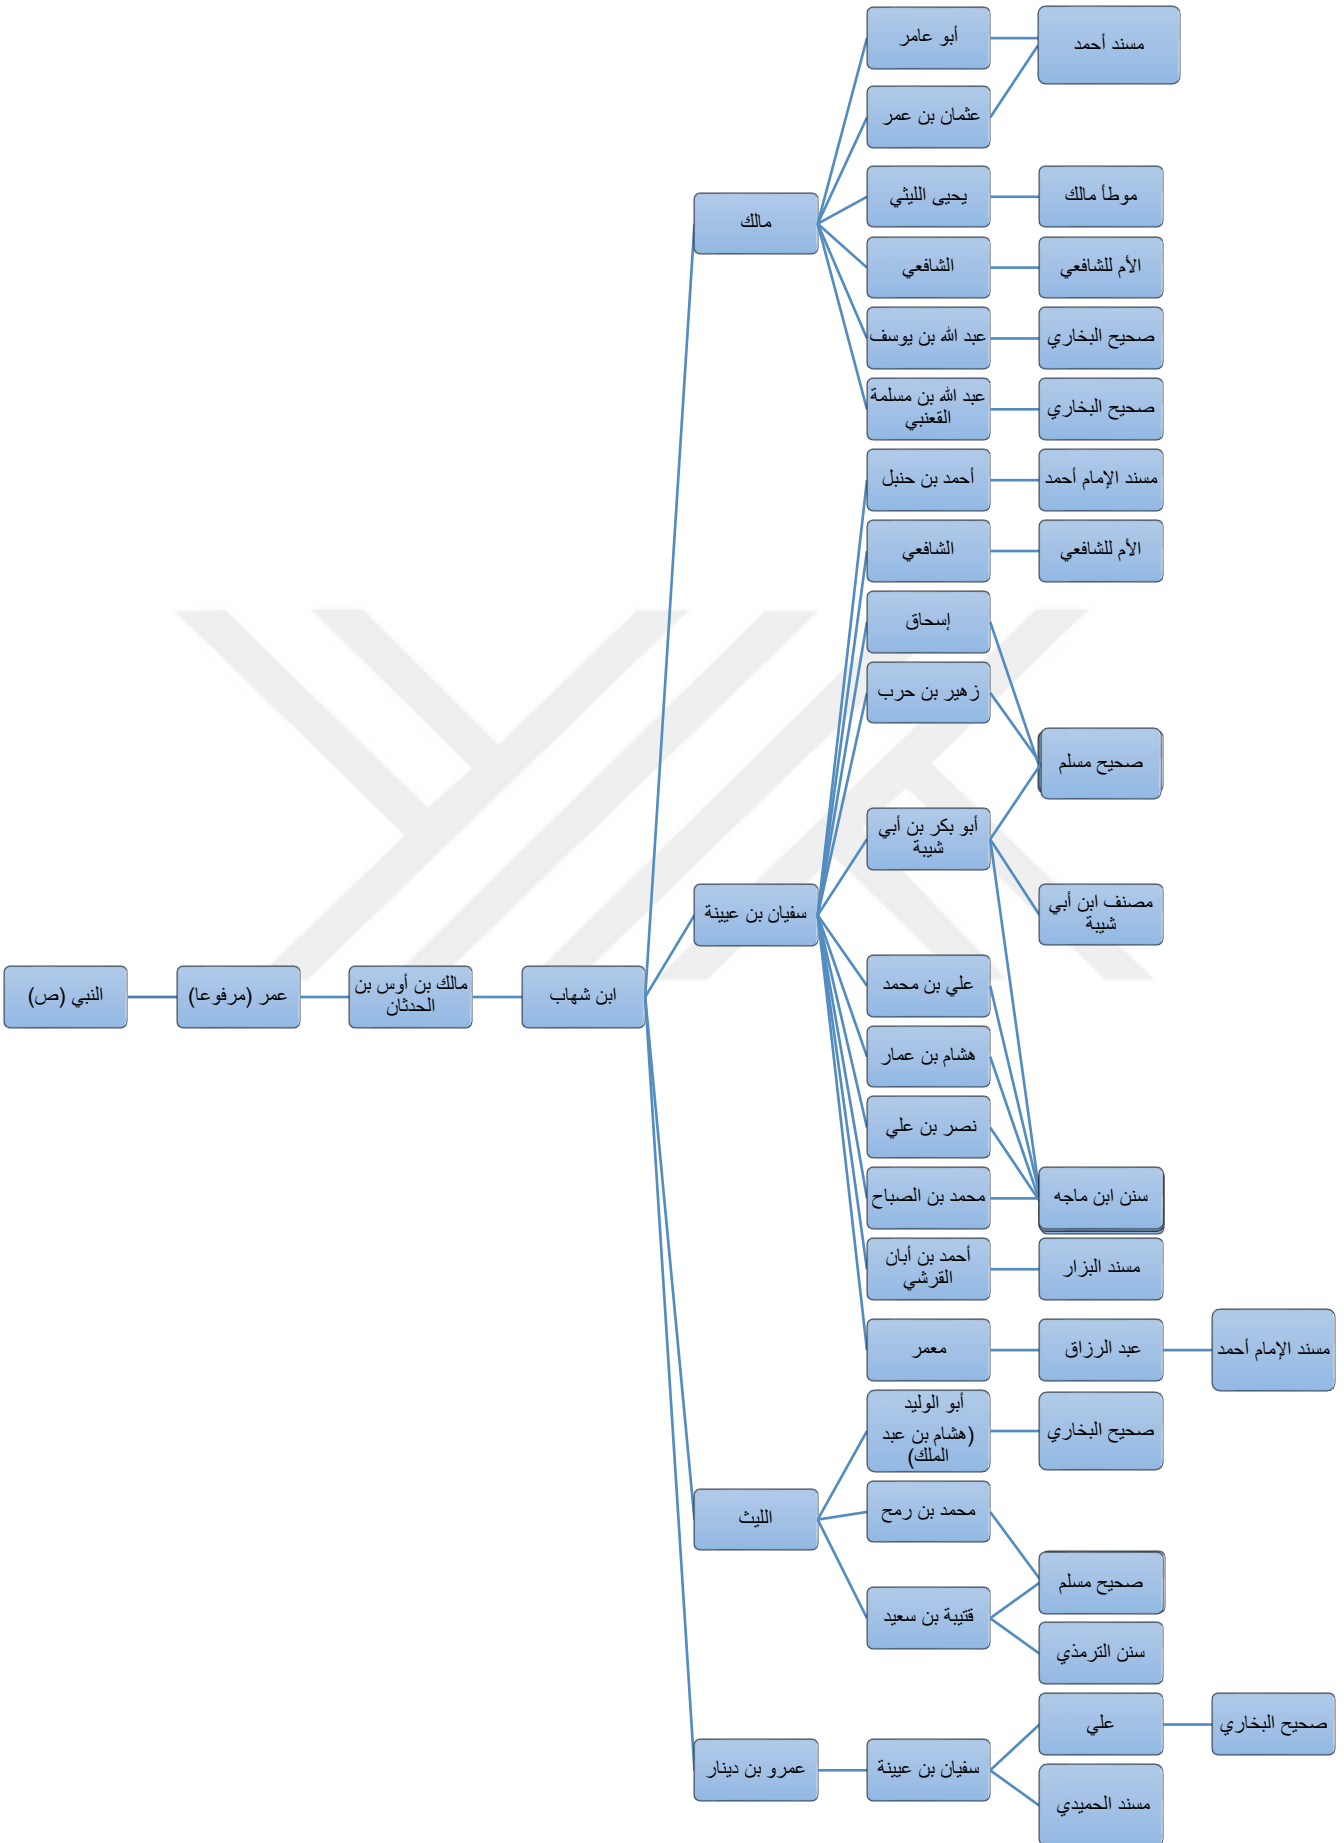 أبو عامر
مسند أحمد
عثمان بن عمر
يحيى الليثي
موطأ مالك
مالك
الشافعي
الأم للشافعي
عبد الله بن يوسف
صحيح البخاري
عبد الله بن مسلمة
القعنبي
صحيح البخاري
أحمد بن حنبل
مسند الإمام أحمد
الشافعي
الأم للشافعي
إسحاق
زهير بن حرب
صحيح مسلم
أبو بكر بن أبي
شيبة
مصنف ابن أبي
شيبة
سفيان بن عيينة
النبي (ص)
عمر (مرفوعا)
مالك بن أوس بن
الحدثان
ابن شهاب
علي بن محمد
هشام بن عمار
نصر بن علي
محمد بن الصباح
سنن ابن ماجه
أحمد بن أبان
القرشي
مسند البزار
معمر
عبد الرزاق
مسند الإمام أحمد
أبو الوليد
(هشام بن عبد
الملك)
صحيح البخاري
الليث
محمد بن رمح
صحيح مسلم
قتيبة بن سعيد
سنن الترمذي
علي
صحيح البخاري
عمرو بن دينار
سفيان بن عيينة
مسند الحميدي